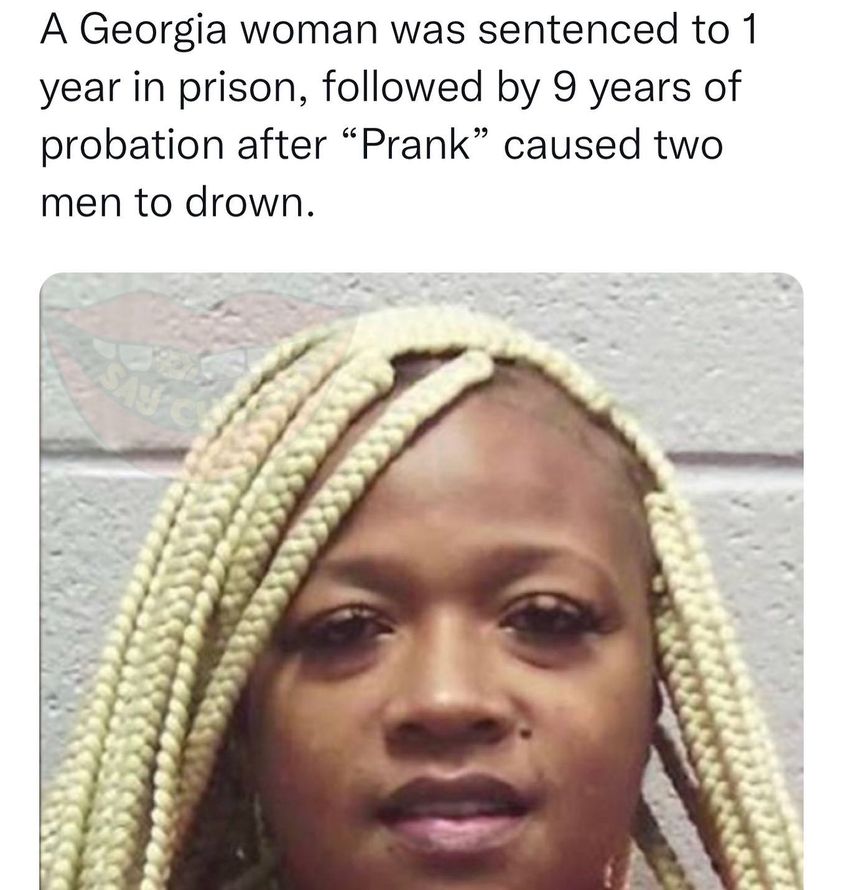 A Georgia woman was sentenced to 1
year in prison, followed by 9 years of
probation after “Prank” caused two
men to drown.
SAY